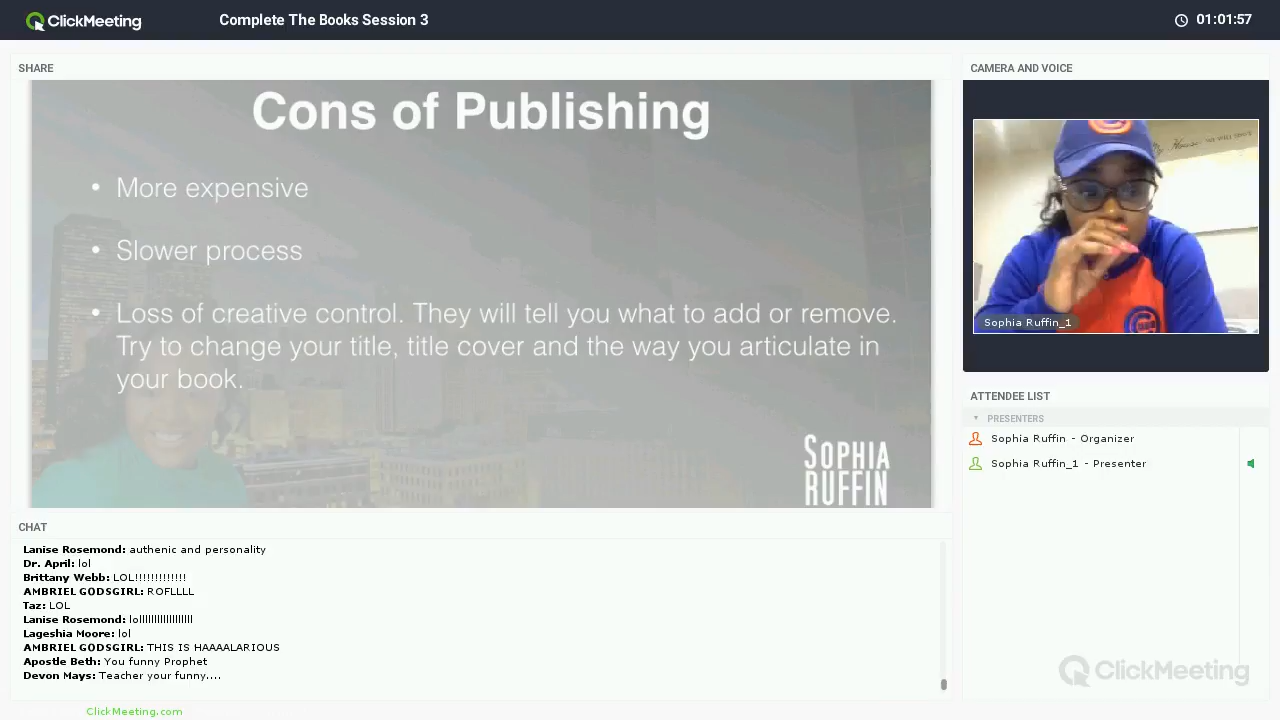 ClickMeeting
Complete The Books Session 3
01:01:57
SHARE
Cons of Publishing
• More expensive
• Slower process
• Loss of creative control. They will tell you what to add or remove.
Try to change your title, title cover and the way you articulate in
your book.
SOPHIA
RUFFIN
CAMERA AND VOICE
Sophia Ruffin_1
ATTENDEE LIST
PRESENTERS
Sophia Ruffin - Organizer
Sophia Ruffin_1 - Presenter
CHAT
Lanise Rosemond: authenic and personality
Dr. April: lol
Brittany Webb: LOL!!!!!!!!!!!!!
AMBRIEL GODSGIRL: ROFLLLL
Taz: LOL
Lanise Rosemond: lolllllllllllllllllll
Lageshia Moore: lol
AMBRIEL GODSGIRL: THIS IS HAAAALARIOUS
Apostle Beth: You funny Prophet
Devon Mays: Teacher your funny....
ClickMeeting
ClickMeeting.com